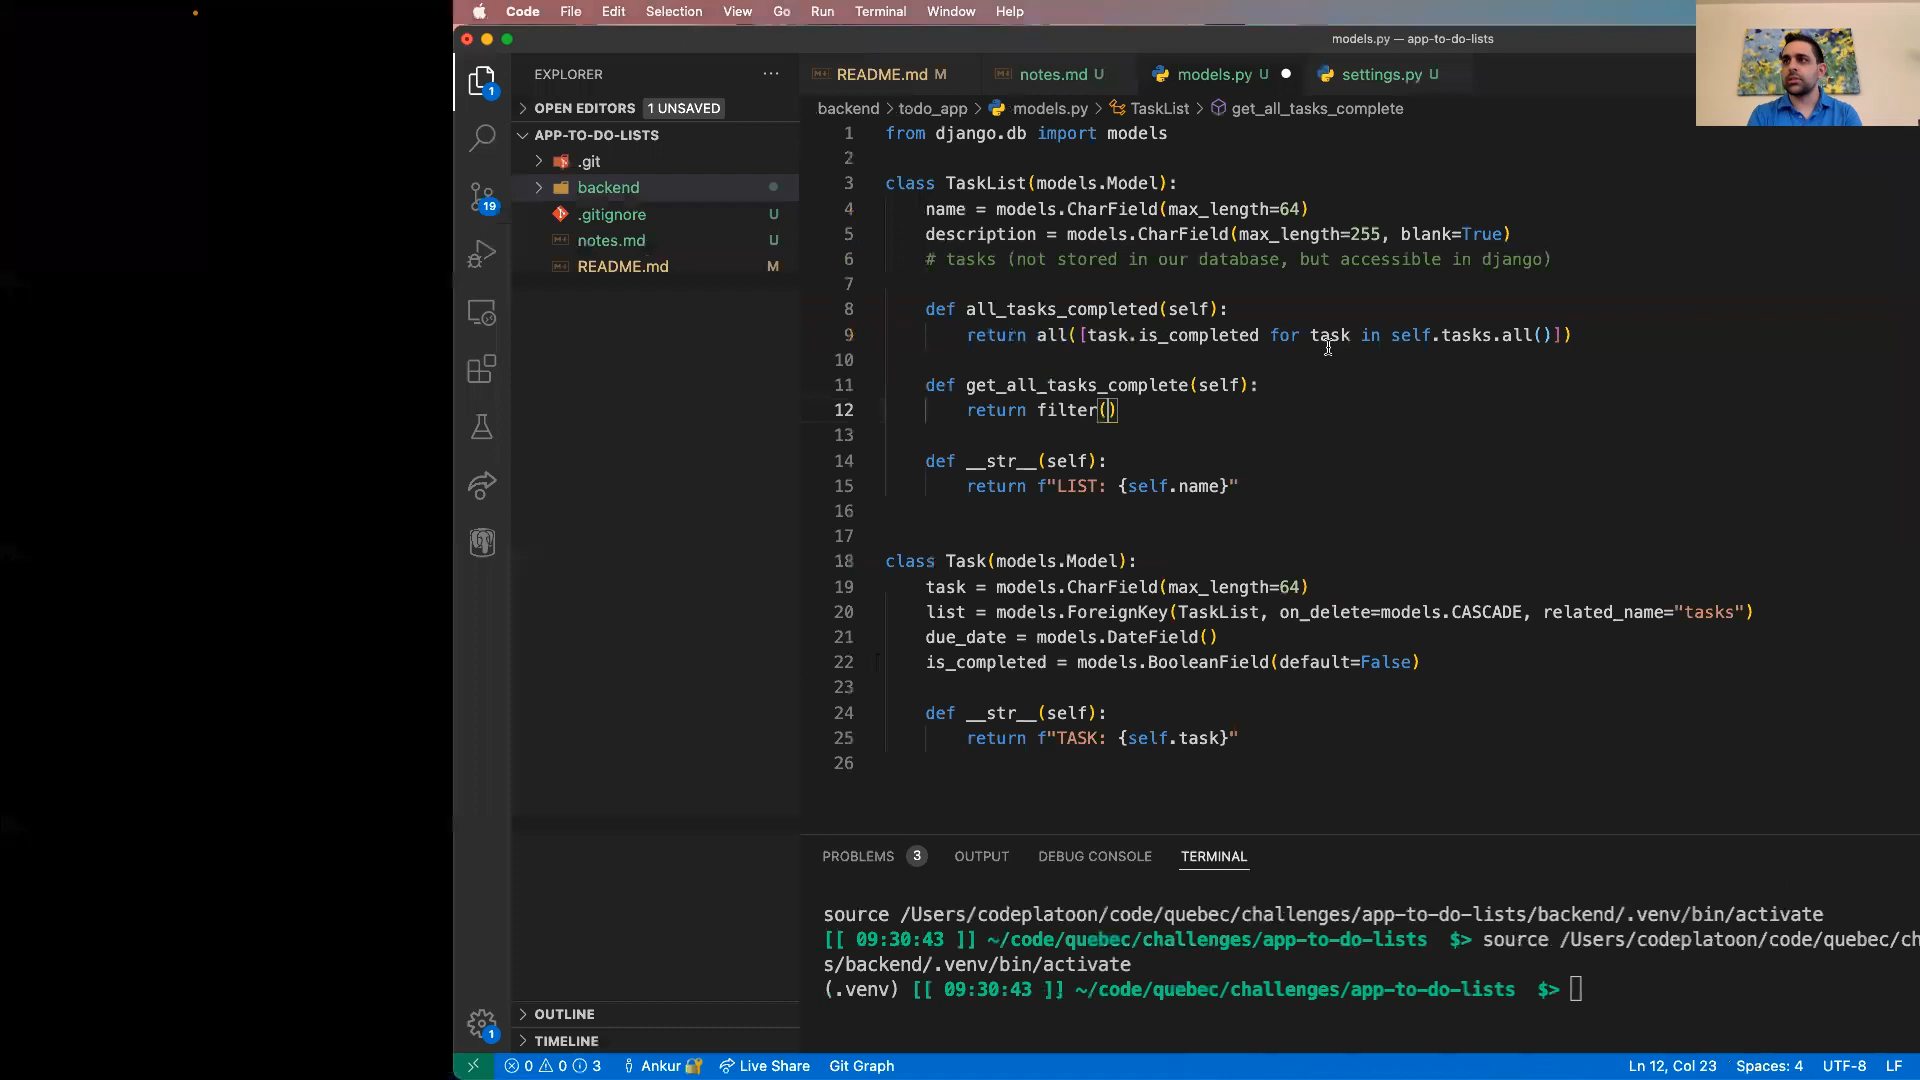 Code File Edit Selection View Go Run Terminal Window Help
models.py — app-to-do-lists
EXPLORER
README.md M notes.md U models.py U settings.py U
OPEN EDITORS 1 UNSAVED
backend > todo_app > models.py > TaskList > get_all_tasks_complete
APP-TO-DO-LISTS
.git
backend
.gitignore U
notes.md U
README.md M
1
19
1 from django.db import models
2
3 class TaskList(models.Model):
4 name = models.CharField(max_length=64)
5 description = models.CharField(max_length=255, blank=True)
6 # tasks (not stored in our database, but accessible in django)
7
8 def all_tasks_completed(self):
9 return all([task.is_completed for task in self.tasks.all()])
10
11 def get_all_tasks_complete(self):
12 return filter()
13
14 def __str__(self):
15 return f"LIST: {self.name}"
16
17
18 class Task(models.Model):
19 task = models.CharField(max_length=64)
20 list = models.ForeignKey(TaskList, on_delete=models.CASCADE, related_name="tasks")
21 due_date = models.DateField()
22 is_completed = models.BooleanField(default=False)
23
24 def __str__(self):
25 return f"TASK: {self.task}"
26
PROBLEMS 3 OUTPUT DEBUG CONSOLE TERMINAL
source /Users/codeplatoon/code/quebec/challenges/app-to-do-lists/backend/.venv/bin/activate
[[ 09:30:43 ]] ~/code/quebec/challenges/app-to-do-lists $> source /Users/codeplatoon/code/quebec/ch
s/backend/.venv/bin/activate
(.venv) [[ 09:30:43 ]] ~/code/quebec/challenges/app-to-do-lists $>
OUTLINE
1
TIMELINE
0 0 3 Ankur Live Share Git Graph Ln 12, Col 23 Spaces: 4 UTF-8 LF